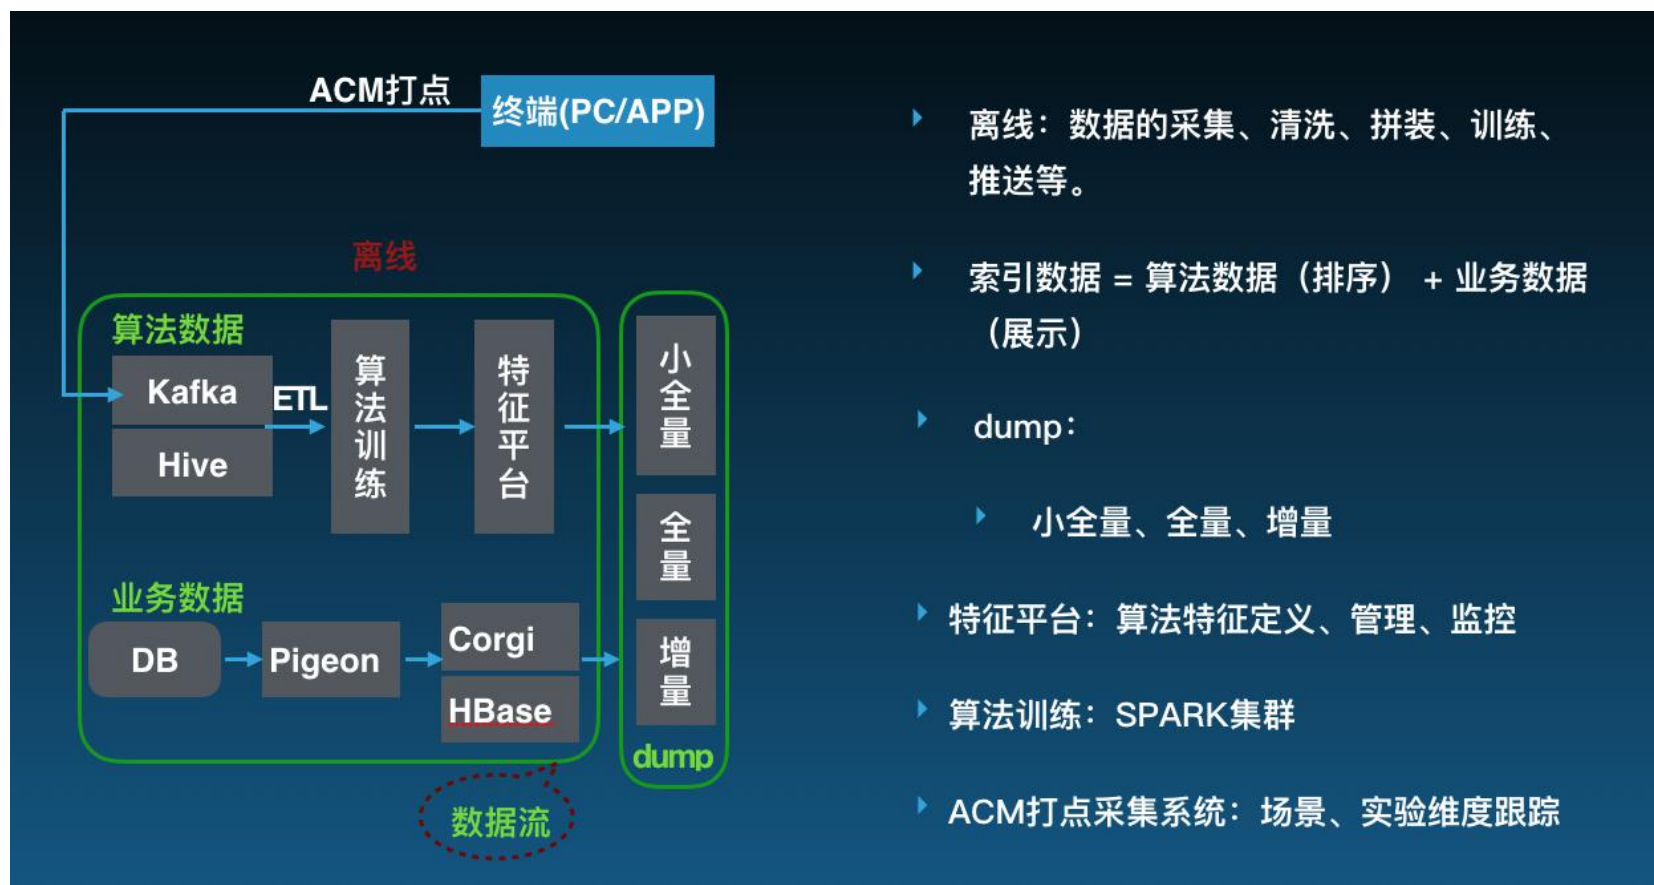 ACM打点
终端(PC/APP)
离线
算法数据
Kafka
Hive
ETL
算法训练
特征平台
小全量
全量
增量
dump
业务数据
DB
Pigeon
Corgi
HBase
数据流
离线：数据的采集、清洗、拼装、训练、
推送等。
索引数据 = 算法数据（排序） + 业务数据
（展示）
dump：
小全量、全量、增量
特征平台：算法特征定义、管理、监控
算法训练：SPARK集群
ACM打点采集系统：场景、实验维度跟踪